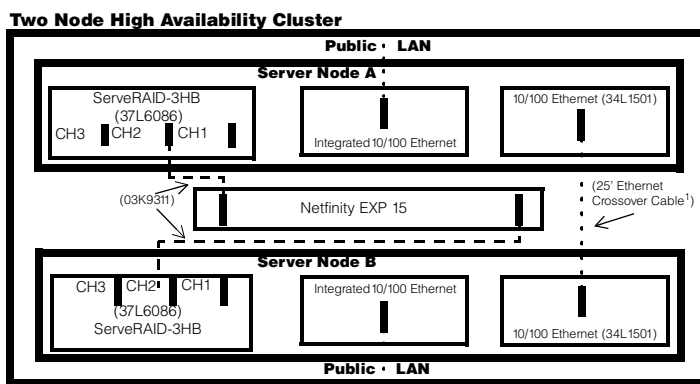 Two Node High Availability Cluster
Public LAN
Server Node A
ServeRAID-3HB
(37L6086)
CH3 CH2 CH1
Integrated 10/100 Ethernet
10/100 Ethernet (34L1501)
(03K9311)
Netfinity EXP 15
(25' Ethernet
Crossover Cable1)
Server Node B
CH3 CH2 CH1
(37L6086)
ServeRAID-3HB
Integrated 10/100 Ethernet
10/100 Ethernet (34L1501)
Public LAN